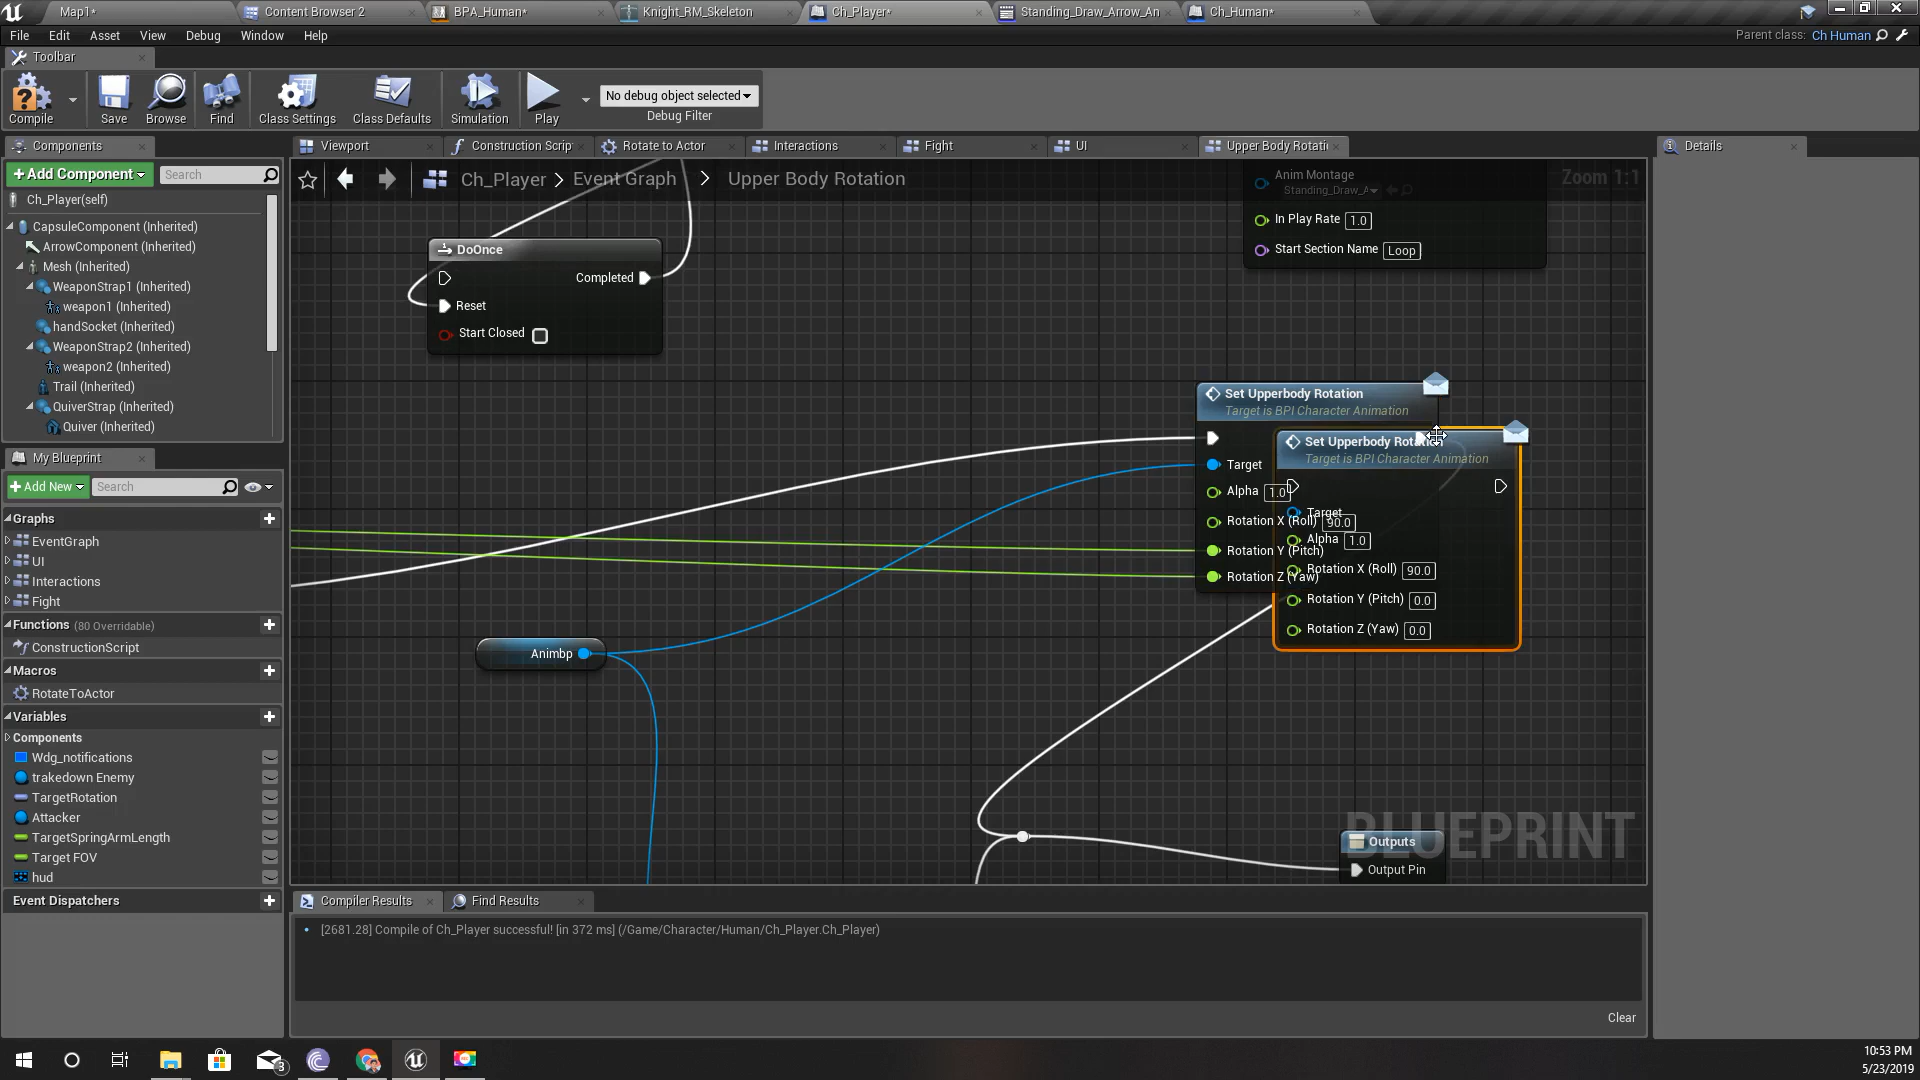 Map1*
Content Browser 2
BPA_Human*
Knight_RM_Skeleton
Ch_Player*
Standing_Draw_Arrow_An
Ch_Human*
File Edit Asset View Debug Window Help
Parent class: Ch Human
Toolbar
Compile
Save
Browse
Find
Class Settings
Class Defaults
Simulation
Play
No debug object selected
Debug Filter
Components
+Add Component
Search
Ch_Player(self)
CapsuleComponent (Inherited)
ArrowComponent (Inherited)
Mesh (Inherited)
WeaponStrap1 (Inherited)
weapon1 (Inherited)
handSocket (Inherited)
WeaponStrap2 (Inherited)
weapon2 (Inherited)
Trail (Inherited)
QuiverStrap (Inherited)
Quiver (Inherited)
My Blueprint
+Add New
Search
Graphs
EventGraph
UI
Interactions
Fight
Functions (80 Overridable)
ConstructionScript
Macros
RotateToActor
Variables
Components
Wdg_notifications
trakedown Enemy
TargetRotation
Attacker
TargetSpringArmLength
Target FOV
hud
Event Dispatchers
Viewport
Construction Scrip
Rotate to Actor
Interactions
Fight
UI
Upper Body Rotati
Ch_Player > Event Graph > Upper Body Rotation
Zoom 1:1
Anim Montage
Standing_Draw_A
In Play Rate 1.0
Start Section Name Loop
DoOnce
Completed
Reset
Start Closed
Set Upperbody Rotation
Target is BPI Character Animation
Target
Alpha 1.0
Rotation X (Roll) 90.0
Rotation Y (Pitch)
Rotation Z (Yaw)
Set Upperbody Rotation
Target is BPI Character Animation
Target
Alpha 1.0
Rotation X (Roll) 90.0
Rotation Y (Pitch) 0.0
Rotation Z (Yaw) 0.0
Animbp
BLUEPRINT
Outputs
Output Pin
Details
Compiler Results
Find Results
[2681.28] Compile of Ch_Player successful! [in 372 ms] (/Game/Character/Human/Ch_Player.Ch_Player)
Clear
3
10:53 PM
5/23/2019